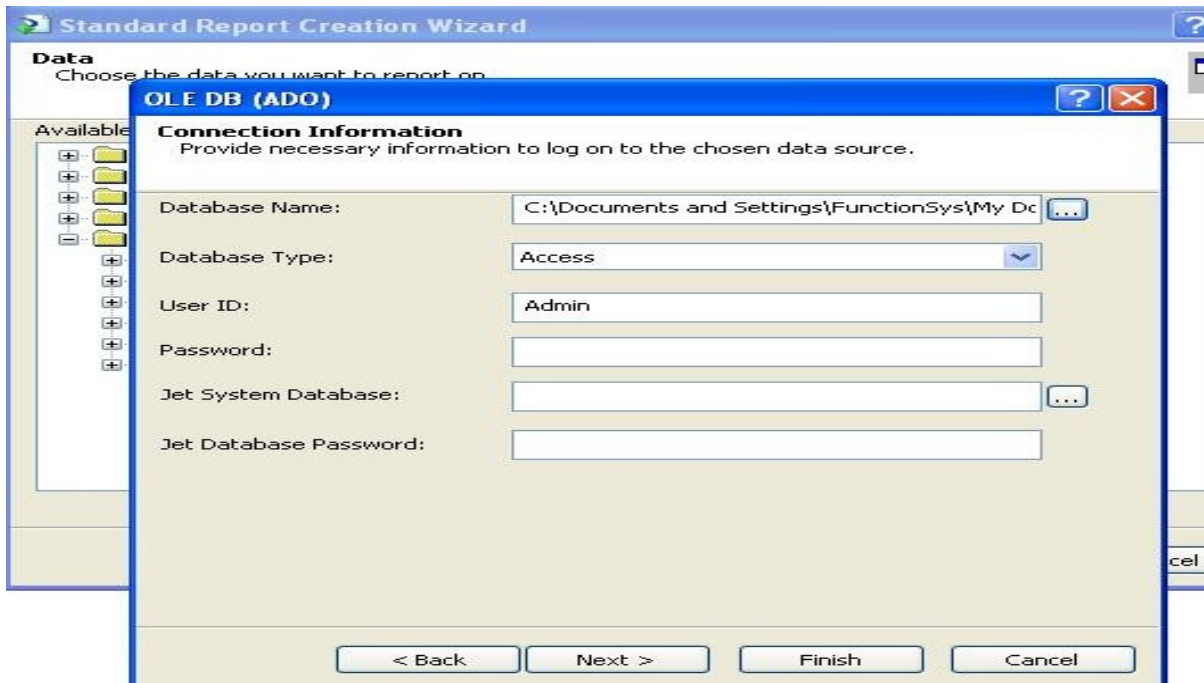 Standard Report Creation Wizard
Data
Choose the data you want to report on
OLE DB (ADO)
Connection Information
Provide necessary information to log on to the chosen data source.
Available
Database Name:
C:\Documents and Settings\FunctionSys\My Dc
...
Database Type:
Access
User ID:
Admin
Password:
Jet System Database:
...
Jet Database Password:
cel
< Back
Next >
Finish
Cancel